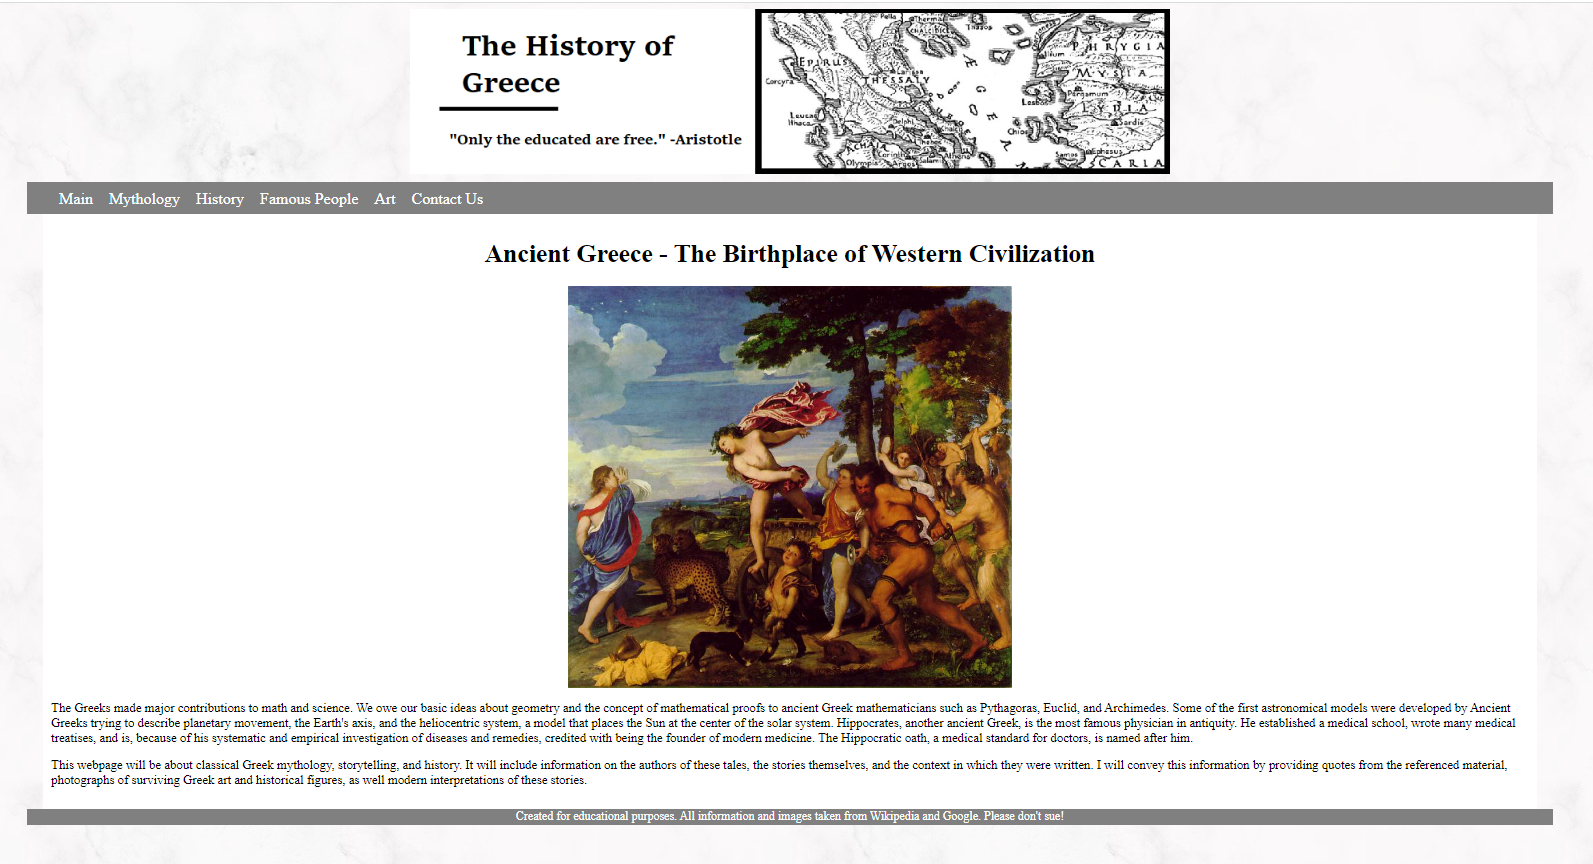 The History of
Greece
"Only the educated are free." -Aristotle
Pella
Therma
Thasos
CHALCIDICE
PHRYGIA
Ilium
EPIRUS
Larissa
MYSIA
Corcyra
THESSALY
Pergamum
Lesbos
LYDIA
AEGEAN
Leucas
Ithaca
Delphi
Chalcis
Sardis
Chios
ACHAIA
Thebes
Corinth
Athens
Samos
Ephesus
Olympia
Argos
Salamis
CARIA
Main Mythology History Famous People Art Contact Us
Ancient Greece - The Birthplace of Western Civilization
The Greeks made major contributions to math and science. We owe our basic ideas about geometry and the concept of mathematical proofs to ancient Greek mathematicians such as Pythagoras, Euclid, and Archimedes. Some of the first astronomical models were developed by Ancient
Greeks trying to describe planetary movement, the Earth's axis, and the heliocentric system, a model that places the Sun at the center of the solar system. Hippocrates, another ancient Greek, is the most famous physician in antiquity. He established a medical school, wrote many medical
treatises, and is, because of his systematic and empirical investigation of diseases and remedies, credited with being the founder of modern medicine. The Hippocratic oath, a medical standard for doctors, is named after him.
This webpage will be about classical Greek mythology, storytelling, and history. It will include information on the authors of these tales, the stories themselves, and the context in which they were written. I will convey this information by providing quotes from the referenced material,
photographs of surviving Greek art and historical figures, as well modern interpretations of these stories.
Created for educational purposes. All information and images taken from Wikipedia and Google. Please don't sue!